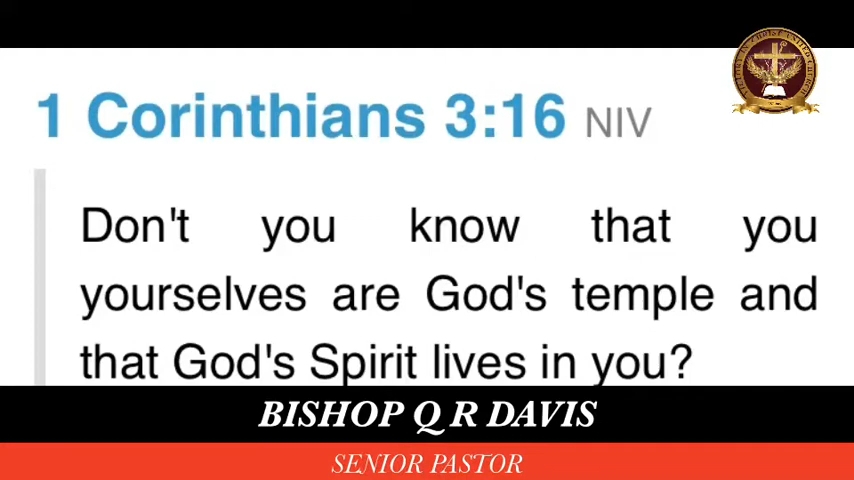 1 Corinthians 3:16 NIV
Don't you know that you
yourselves are God's temple and
that God's Spirit lives in you?
BISHOP Q R DAVIS
SENIOR PASTOR